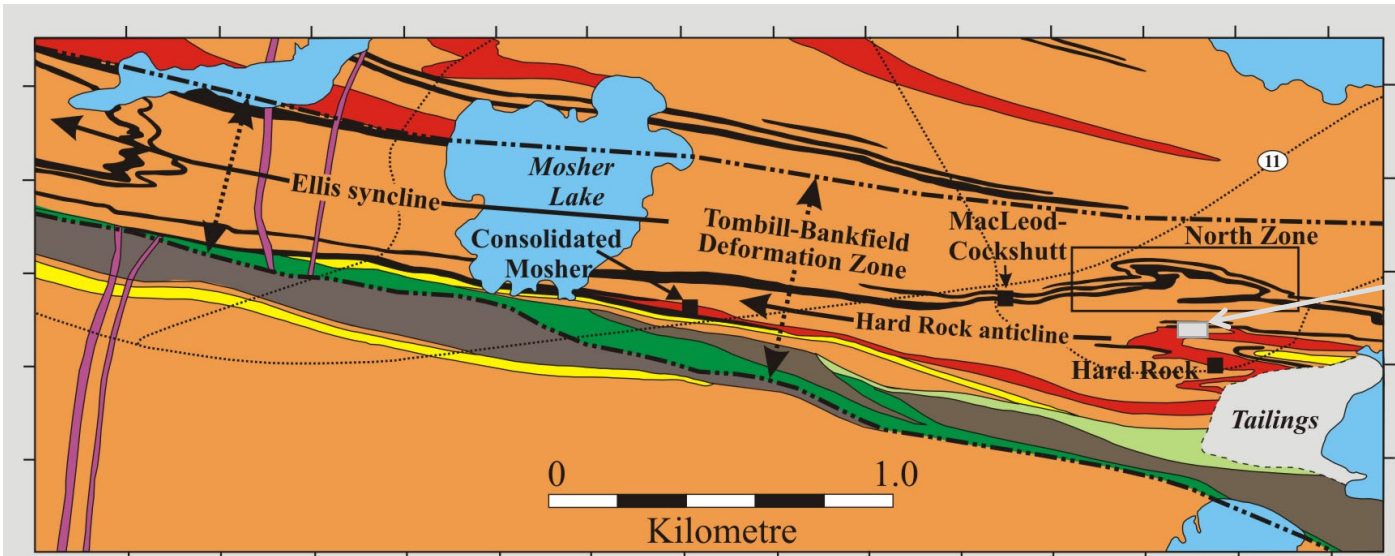 11
Mosher
Lake
Ellis syncline
MacLeod-
Cockshutt
Tombill-Bankfield
Deformation Zone
North Zone
Consolidated
Mosher
Hard Rock anticline
Hard Rock
Tailings
0 1.0
Kilometre